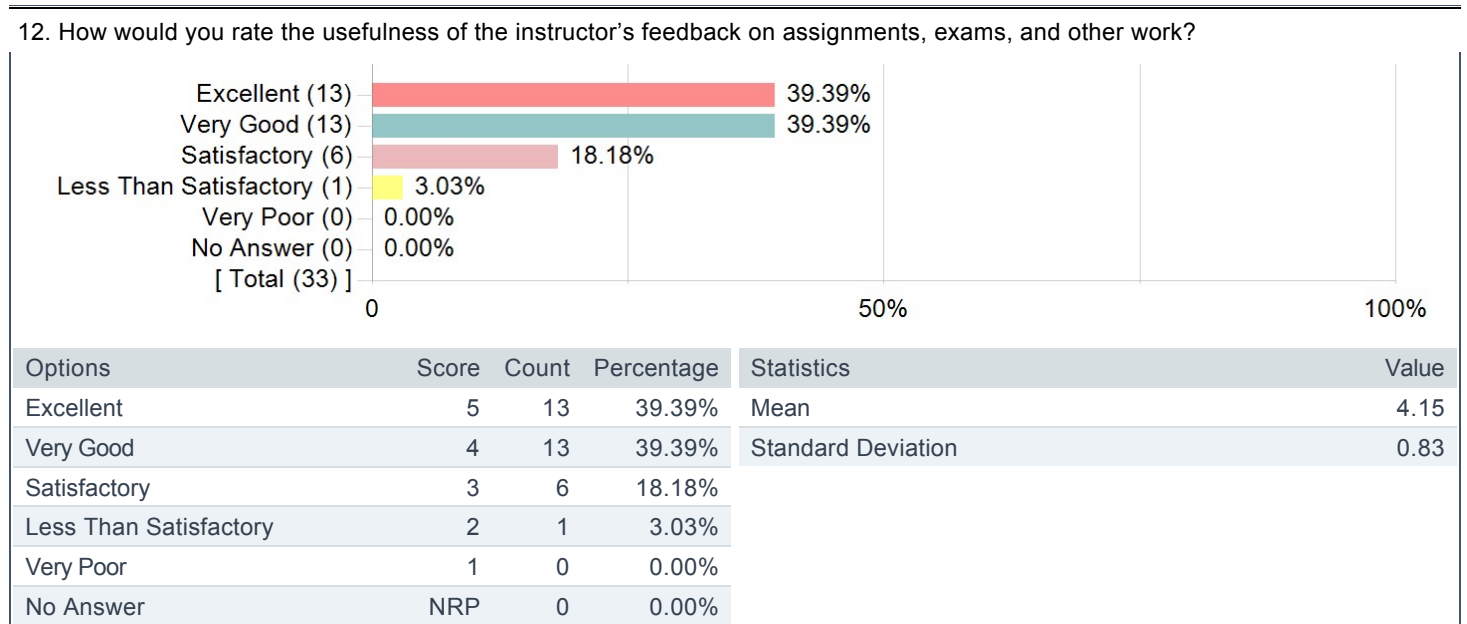 12. How would you rate the usefulness of the instructor’s feedback on assignments, exams, and other work?
Excellent (13) 39.39%
Very Good (13) 39.39%
Satisfactory (6) 18.18%
Less Than Satisfactory (1) 3.03%
Very Poor (0) 0.00%
No Answer (0) 0.00%
[ Total (33) ]
0 50% 100%
Options Score Count Percentage
Excellent 5 13 39.39%
Very Good 4 13 39.39%
Satisfactory 3 6 18.18%
Less Than Satisfactory 2 1 3.03%
Very Poor 1 0 0.00%
No Answer NRP 0 0.00%
Statistics Value
Mean 4.15
Standard Deviation 0.83